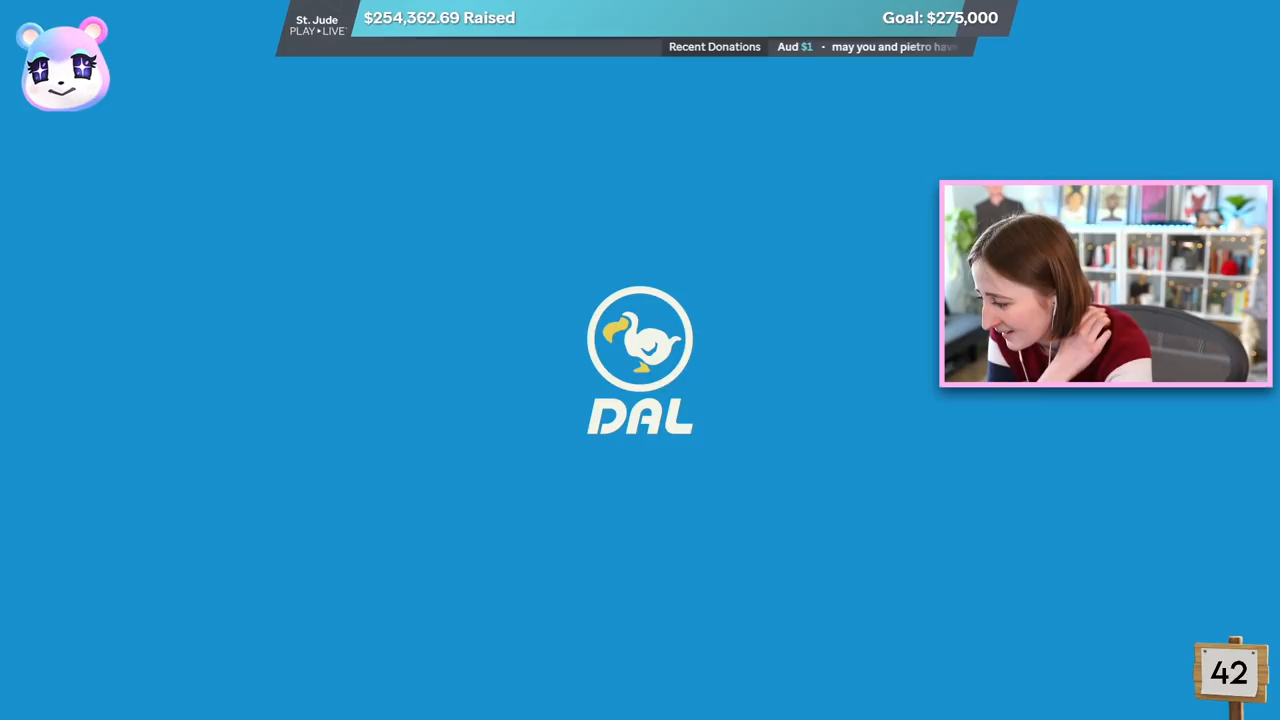 St. Jude
PLAY LIVE
$254,362.69 Raised
Goal: $275,000
Recent Donations
Aud $1 · may you and pietro have
DAL
42